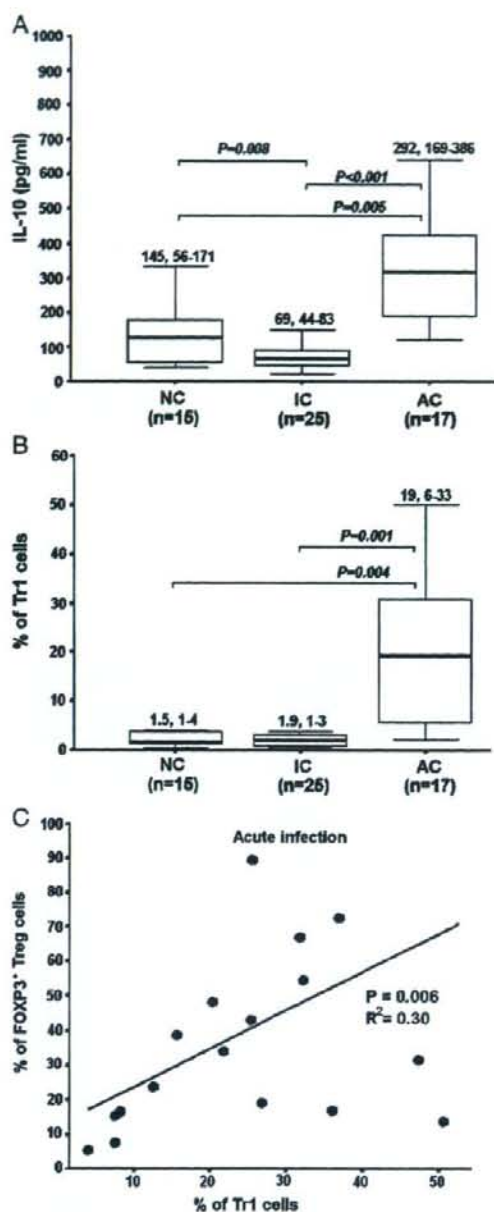 A
1000
900
800
700
600
500
400
300
200
100
0
IL-10 (pg/ml)
292, 169-386
P=0.008
P<0.001
P=0.005
145, 56-171
69, 44-83
NC IC AC
(n=15) (n=25) (n=17)
B
60
50
40
30
20
10
0
% of Tr1 cells
19, 6-33
P=0.001
P=0.004
1.5, 1-4
1.9, 1-3
NC IC AC
(n=15) (n=25) (n=17)
C
Acute infection
100
90
80
70
60
50
40
30
20
10
0
% of FOXP3+ Treg cells
P = 0.006
R²= 0.30
10 20 30 40 50
% of Tr1 cells